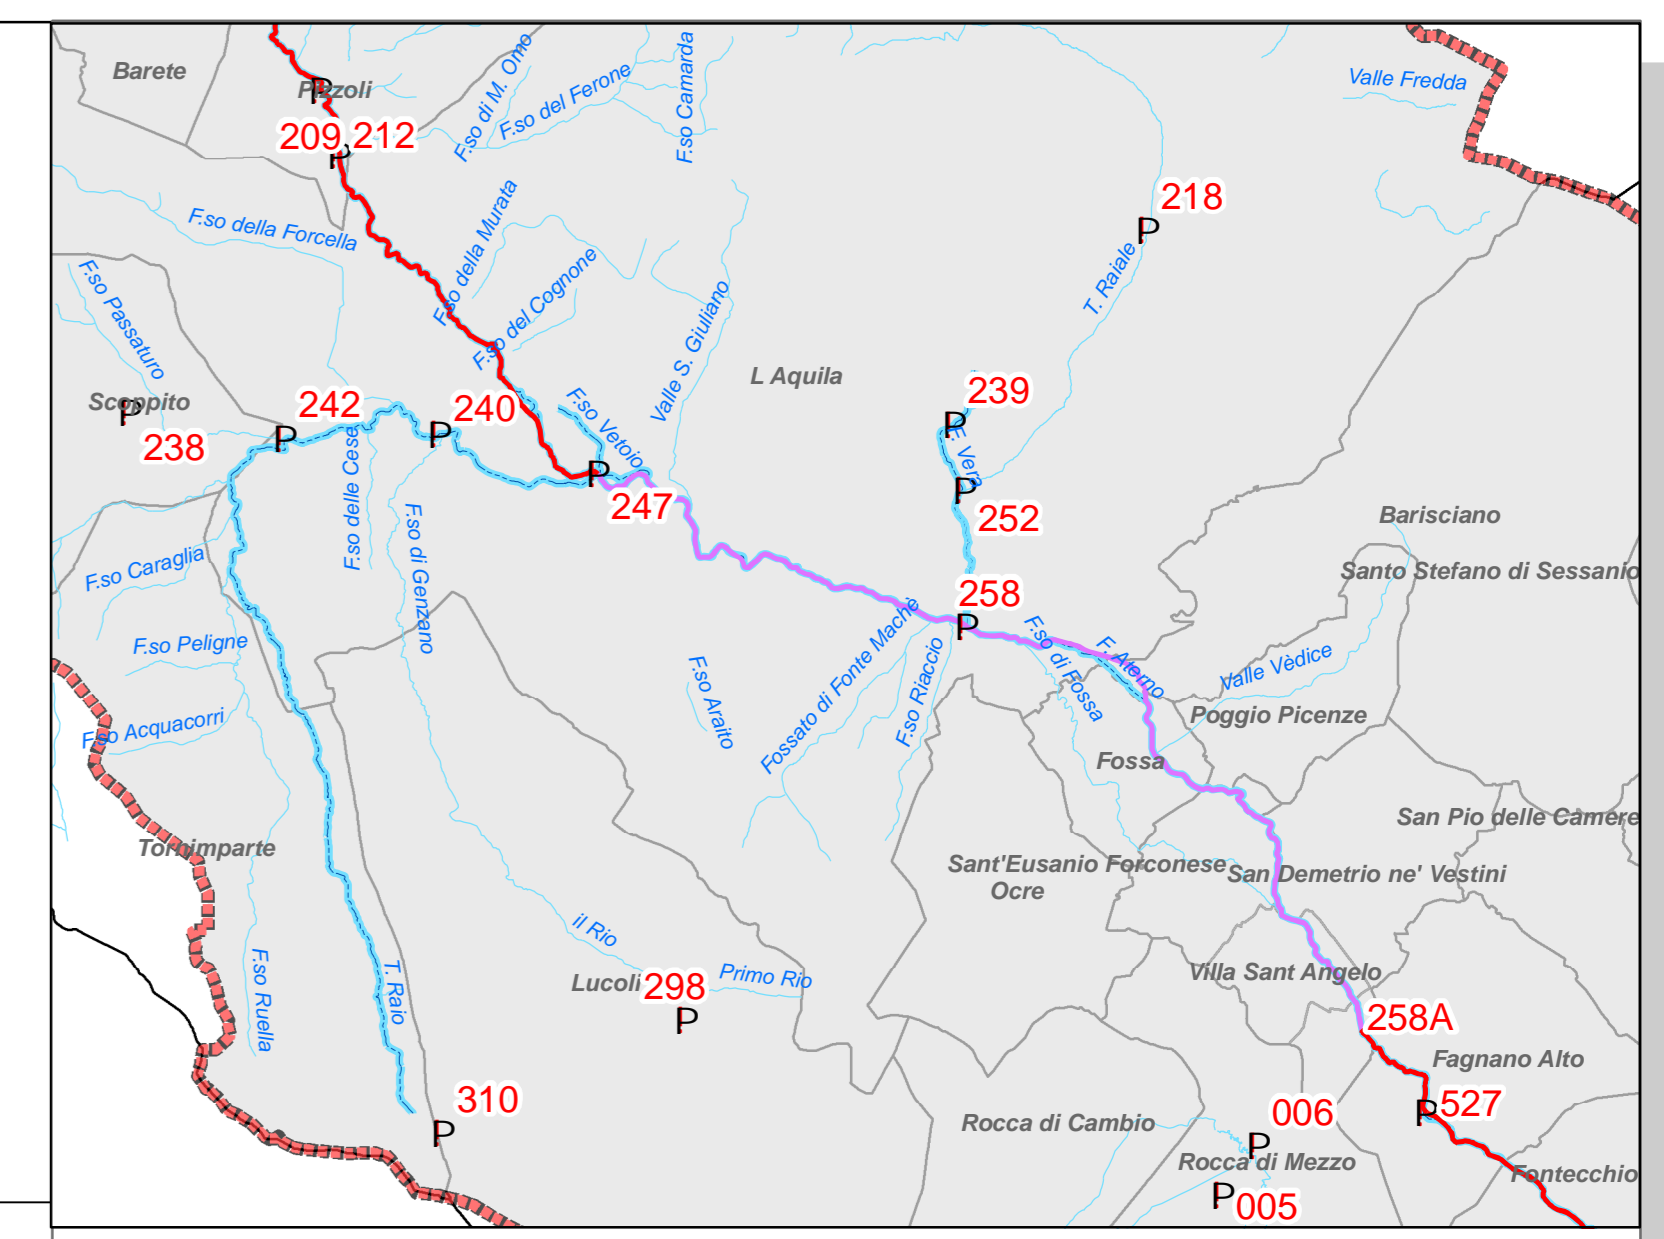 Barete
Pizzoli
P
209
212
P
F.so di M. Omo
F.so del Ferone
F.so Camarda
Valle Fredda
218
P
T. Raiale
F.so della Forcella
F.so della Murata
F.so del Cognone
Valle S. Giuliano
F.so Passaturo
Scoppito
P
238
242
P
240
P
F.so Vetoio
L Aquila
239
P
F. Vera
P
252
P
247
F.so delle Cese
F.so di Genzano
Barisciano
Santo Stefano di Sessanio
F.so Caraglia
258
P
F.so Peligne
F.so Araito
Fossato di Fonte Machè
F.so Riaccio
F.so di Fossa
F. Aterno
Valle Vèdice
Poggio Picenze
F.so Acquacorri
Fossa
San Pio delle Camere
Tornimparte
Sant'Eusanio Forconese
Ocre
San Demetrio ne' Vestini
il Rio
F.so Ruella
T. Raio
Lucoli
298
Primo Rio
P
Villa Sant Angelo
258A
Fagnano Alto
310
P
Rocca di Cambio
006
P
P
527
Rocca di Mezzo
Fontecchio
P
005